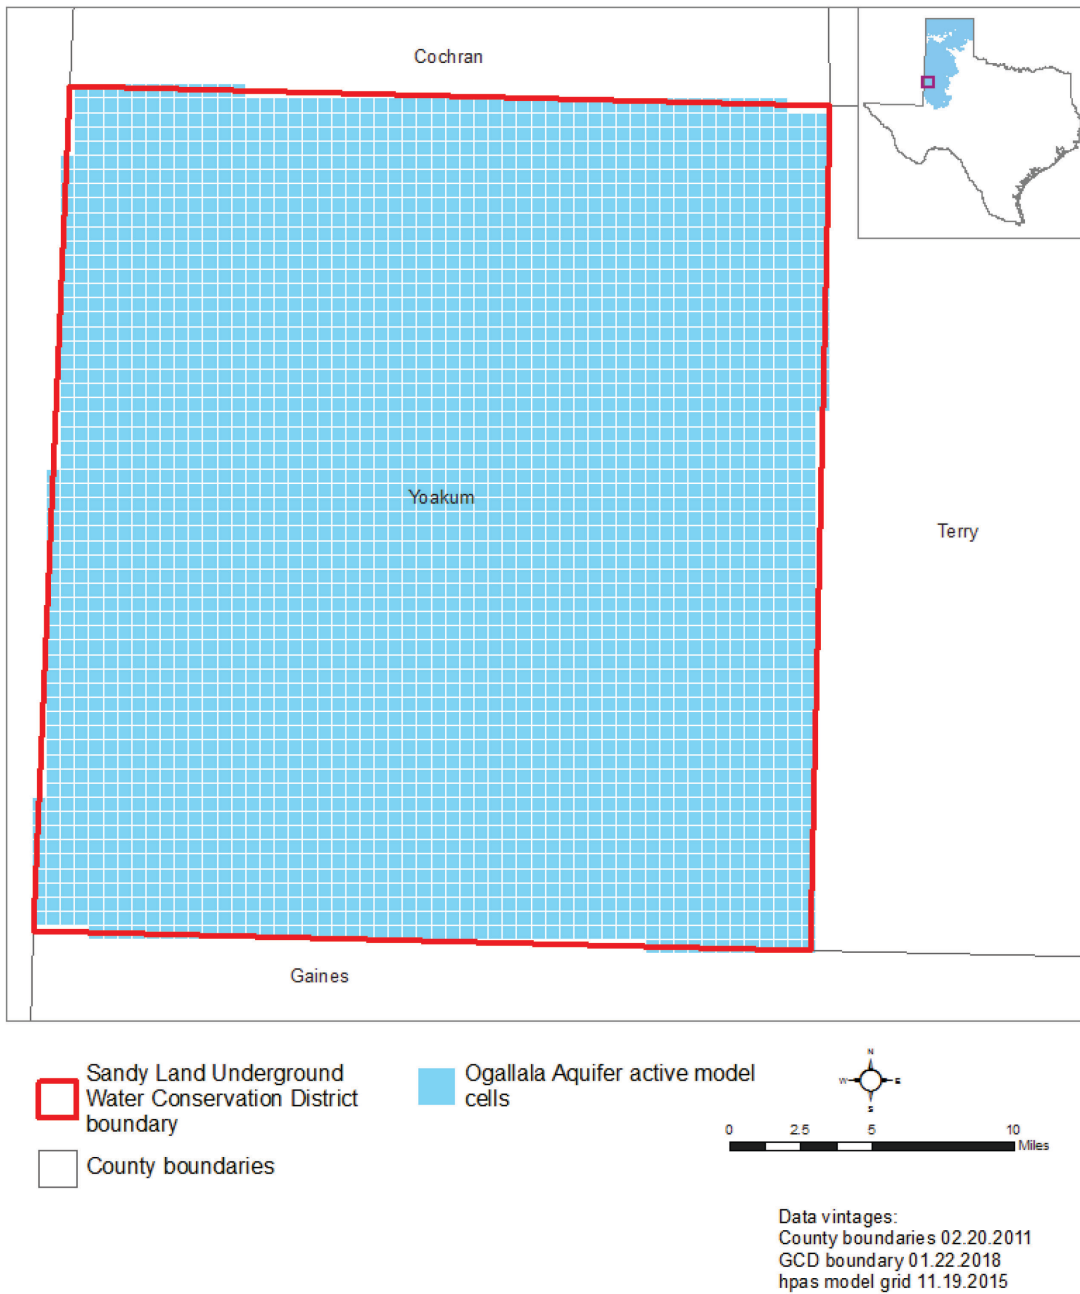 Cochran
Yoakum
Terry
Gaines
Sandy Land Underground
Water Conservation District
boundary
County boundaries
Ogallala Aquifer active model
cells
N
W E
S
0 2.5 5 10
Miles
Data vintages:
County boundaries 02.20.2011
GCD boundary 01.22.2018
hpas model grid 11.19.2015